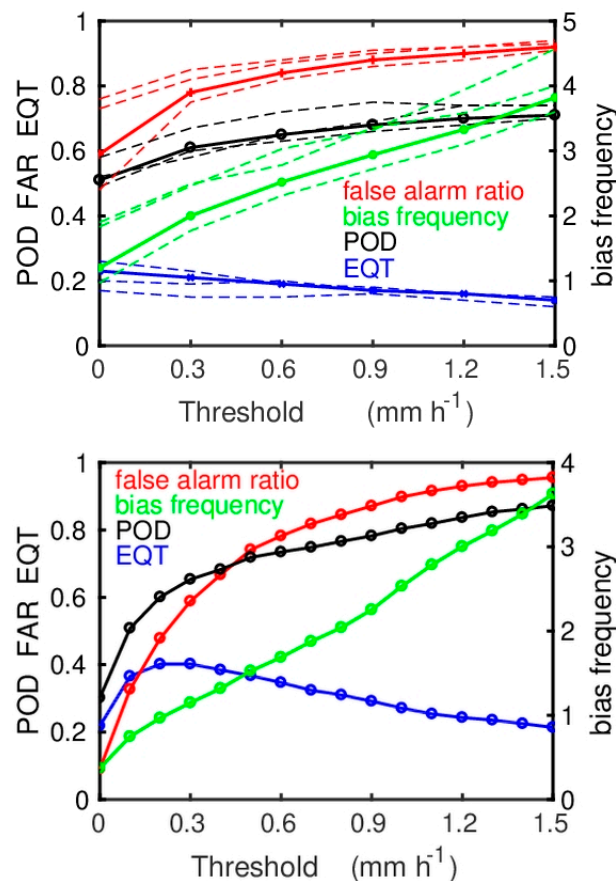 1
0.8
0.6
0.4
0.2
0
POD FAR EQT
5
4
3
2
1
0
bias frequency
false alarm ratio
bias frequency
POD
EQT
0 0.3 0.6 0.9 1.2 1.5
Threshold (mm h⁻¹)
1
0.8
0.6
0.4
0.2
0
POD FAR EQT
4
3
2
1
0
bias frequency
false alarm ratio
bias frequency
POD
EQT
0 0.3 0.6 0.9 1.2 1.5
Threshold (mm h⁻¹)